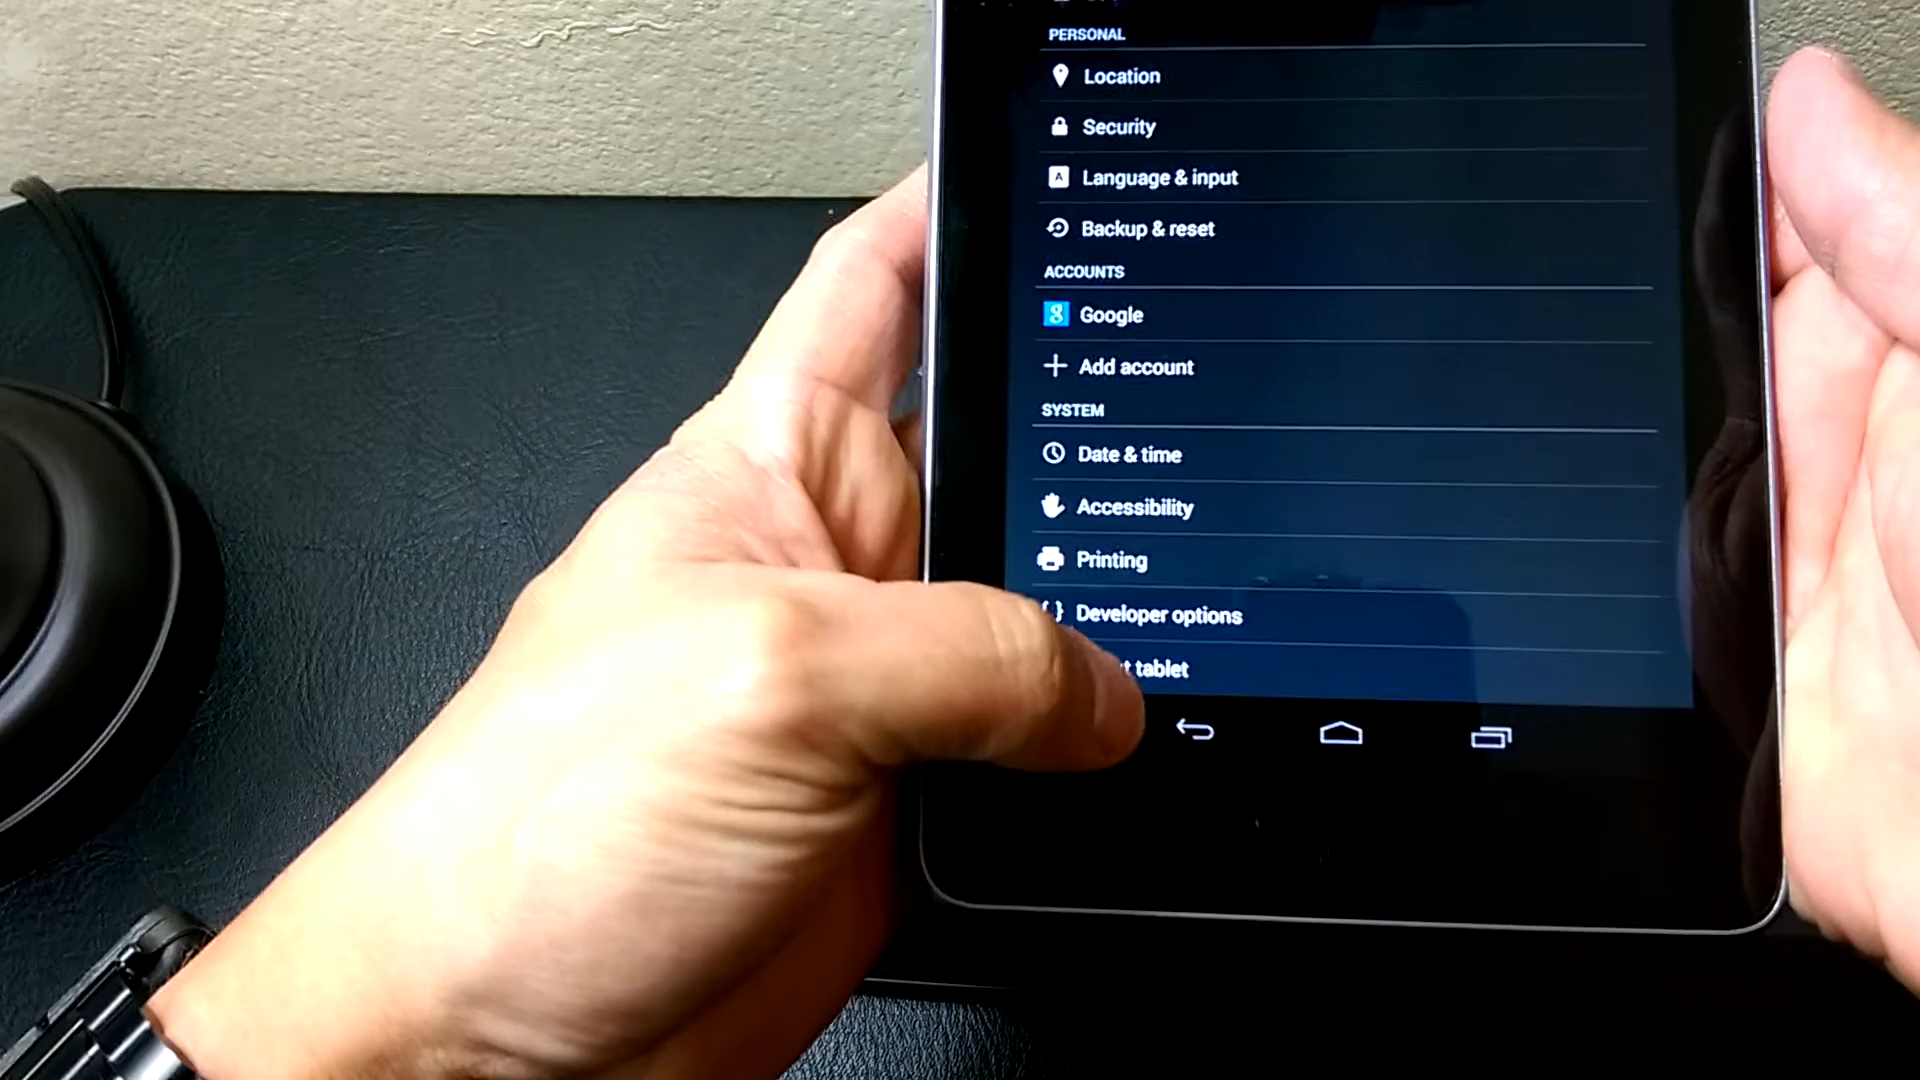 PERSONAL
Location
Security
Language & input
Backup & reset
ACCOUNTS
Google
Add account
SYSTEM
Date & time
Accessibility
Printing
Developer options
tablet